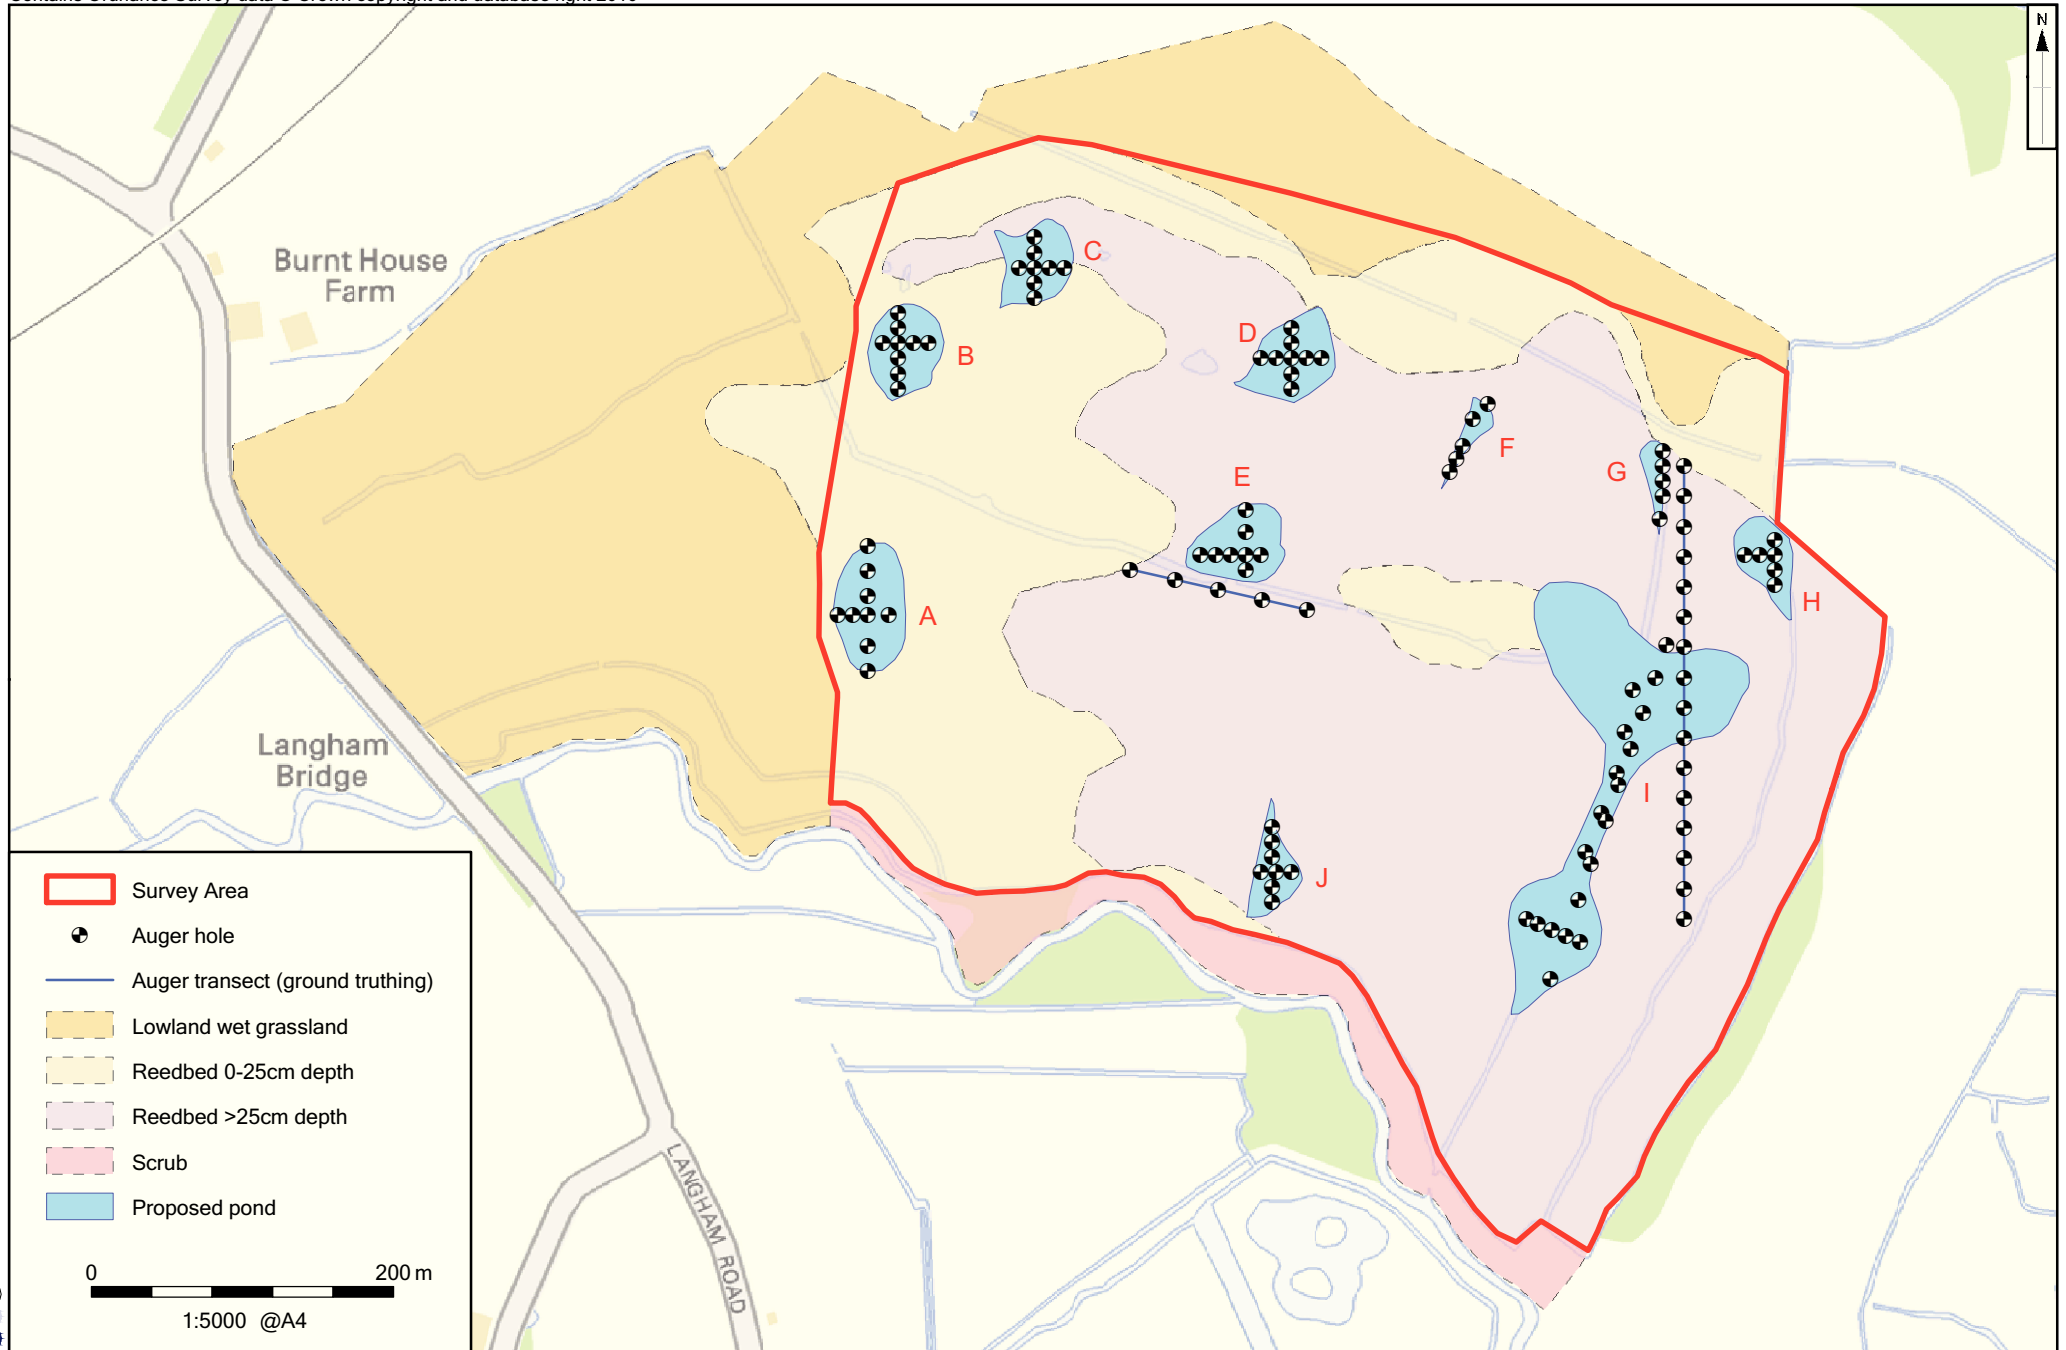 N
Burnt House
Farm
C
B
D
F
E
G
A
H
Langham
Bridge
I
J
LANGHAM ROAD
Survey Area
Auger hole
Auger transect (ground truthing)
Lowland wet grassland
Reedbed 0-25cm depth
Reedbed >25cm depth
Scrub
Proposed pond
0 200 m
1:5000 @A4